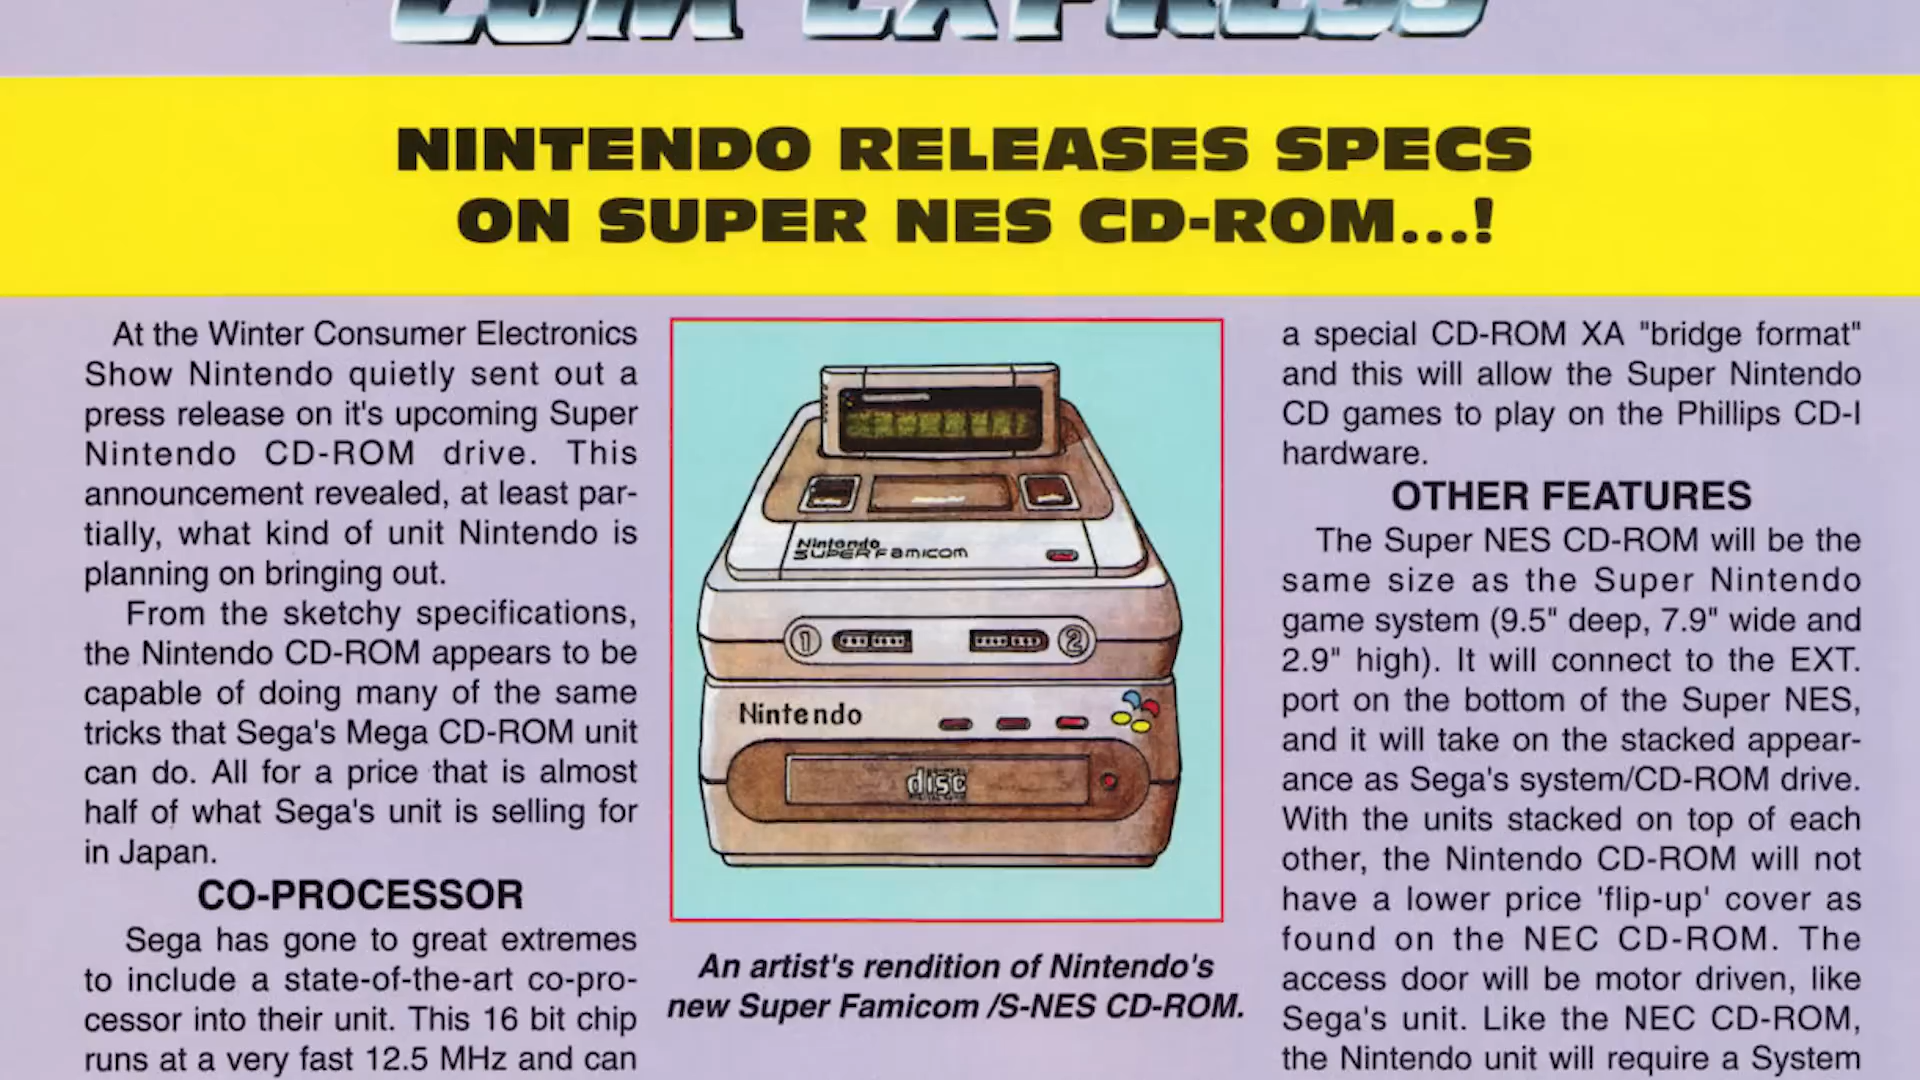 COM EXPRESS
NINTENDO RELEASES SPECS
ON SUPER NES CD-ROM...!
At the Winter Consumer Electronics
Show Nintendo quietly sent out a
press release on it's upcoming Super
Nintendo CD-ROM drive. This
announcement revealed, at least par-
tially, what kind of unit Nintendo is
planning on bringing out.
From the sketchy specifications,
the Nintendo CD-ROM appears to be
capable of doing many of the same
tricks that Sega's Mega CD-ROM unit
can do. All for a price that is almost
half of what Sega's unit is selling for
in Japan.
CO-PROCESSOR
Sega has gone to great extremes
to include a state-of-the-art co-pro-
cessor into their unit. This 16 bit chip
runs at a very fast 12.5 MHz and can
Nintendo
SUPER Famicom
1
2
Nintendo
disc
An artist's rendition of Nintendo's
new Super Famicom /S-NES CD-ROM.
a special CD-ROM XA "bridge format"
and this will allow the Super Nintendo
CD games to play on the Phillips CD-I
hardware.
OTHER FEATURES
The Super NES CD-ROM will be the
same size as the Super Nintendo
game system (9.5" deep, 7.9" wide and
2.9" high). It will connect to the EXT.
port on the bottom of the Super NES,
and it will take on the stacked appear-
ance as Sega's system/CD-ROM drive.
With the units stacked on top of each
other, the Nintendo CD-ROM will not
have a lower price 'flip-up' cover as
found on the NEC CD-ROM. The
access door will be motor driven, like
Sega's unit. Like the NEC CD-ROM,
the Nintendo unit will require a System